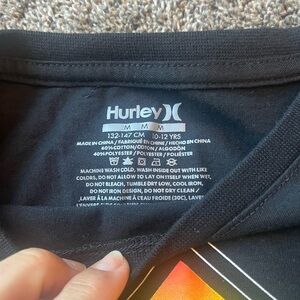 Hurley
M M M
132-147 CM 10-12 YRS
MADE IN CHINA / FABRIQUÉ EN CHINE / HECHO EN CHINA
60% COTTON/COTON / ALGODÓN
40% POLYESTER / POLYESTER / POLIÉSTER
MACHINE WASH COLD, WASH INSIDE OUT WITH LIKE
COLORS, DO NOT ALLOW TO LAY ON ITSELF WHEN WET,
DO NOT BLEACH, TUMBLE DRY LOW, COOL IRON,
DO NOT IRON DESIGN, DO NOT DRY CLEAN /
LAVER À LA MACHINE À L'EAU FROIDE (30C), LAVER
L'ENVERS